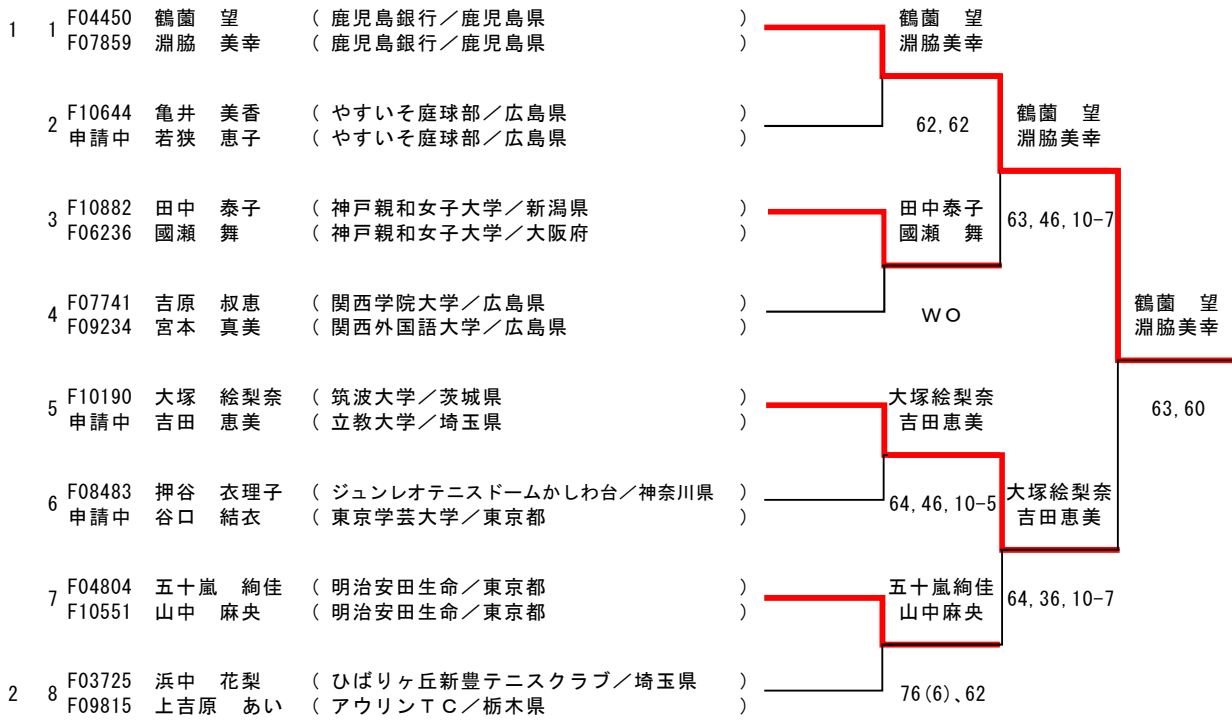 1 1 F04450 鶴薗 望 ( 鹿児島銀行／鹿児島県 )
F07859 淵脇 美幸 ( 鹿児島銀行／鹿児島県 )
鶴薗 望
淵脇美幸
2 F10644 亀井 美香 ( やすいそ庭球部／広島県 )
申請中 若狭 恵子 ( やすいそ庭球部／広島県 )
62,62
鶴薗 望
淵脇美幸
3 F10882 田中 泰子 ( 神戸親和女子大学／新潟県 )
F06236 國瀬 舞 ( 神戸親和女子大学／大阪府 )
田中泰子
國瀬 舞
63,46,10-7
4 F07741 吉原 叔恵 ( 関西学院大学／広島県 )
F09234 宮本 真美 ( 関西外国語大学／広島県 )
ＷＯ
鶴薗 望
淵脇美幸
5 F10190 大塚 絵梨奈 ( 筑波大学／茨城県 )
申請中 吉田 恵美 ( 立教大学／埼玉県 )
大塚絵梨奈
吉田恵美
63,60
6 F08483 押谷 衣理子 ( ジュンレオテニスドームかしわ台／神奈川県 )
申請中 谷口 結衣 ( 東京学芸大学／東京都 )
64,46,10-5
大塚絵梨奈
吉田恵美
7 F04804 五十嵐 絢佳 ( 明治安田生命／東京都 )
F10551 山中 麻央 ( 明治安田生命／東京都 )
五十嵐絢佳
山中麻央
64,36,10-7
2 8 F03725 浜中 花梨 ( ひばりヶ丘新豊テニスクラブ／埼玉県 )
F09815 上吉原 あい ( アウリンＴＣ／栃木県 )
76(6)、62